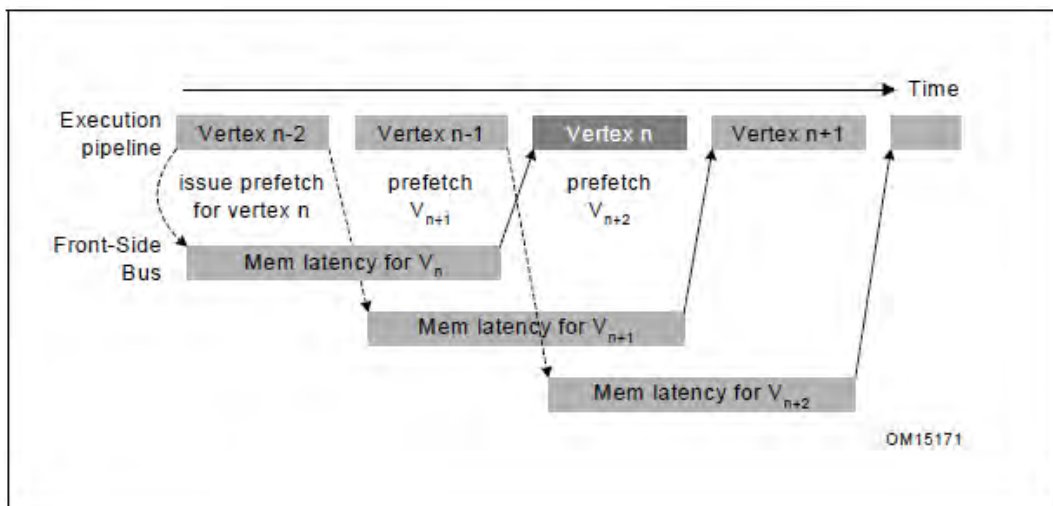 Time
Execution pipeline
Vertex n-2
Vertex n-1
Vertex n
Vertex n+1
issue prefetch
for vertex n
prefetch
Vn+1
prefetch
Vn+2
Front-Side
Bus
Mem latency for Vn
Mem latency for Vn+1
Mem latency for Vn+2
OM15171